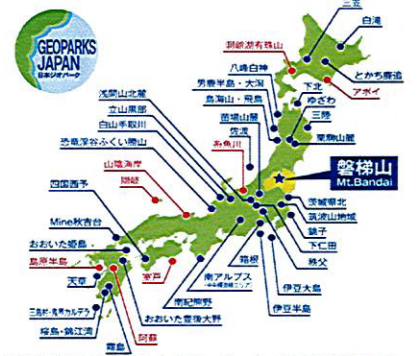 GEOPARKS
JAPAN
日本ジオパーク
三笠
白滝
洞爺湖有珠山
とかち鹿追
アポイ
八峰白神
男鹿半島・大潟
鳥海山・飛島
下北
ゆざわ
三陸
栗駒山麓
浅間山北麓
立山黒部
白山手取川
恐竜渓谷ふくい勝山
苗場山麓
佐渡
糸魚川
磐梯山
Mt.Bandai
山陰海岸
隠岐
四国西予
Mine秋吉台
おおいた姫島
島原半島
天草
三島村・鬼界カルデラ
桜島・錦江湾
霧島
阿蘇
おおいた豊後大野
室戸
南紀熊野
南アルプス
箱根
伊豆半島
伊豆大島
秩父
下仁田
銚子
筑波山地域
茨城県北